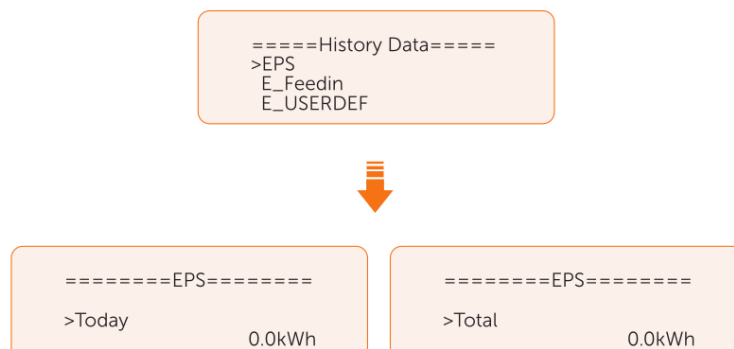 =====History Data=====
>EPS
E_Feedin
E_USERDEF
========EPS========
>Today
0.0kWh
========EPS========
>Total
0.0kWh